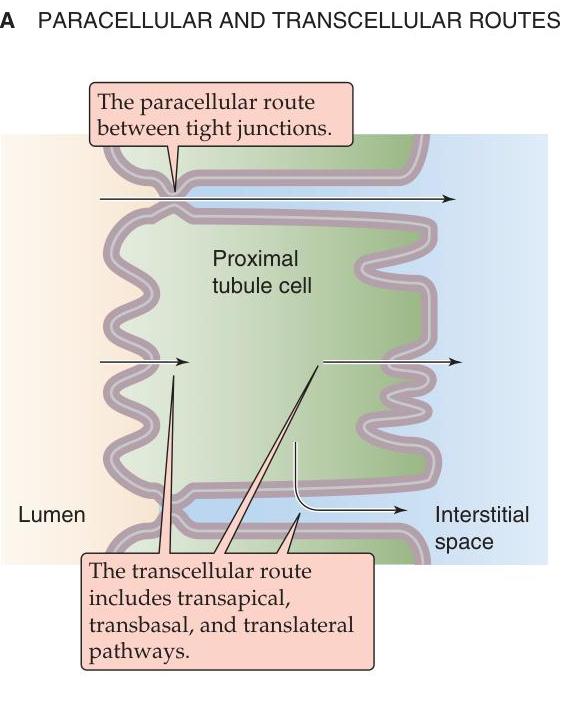 A PARACELLULAR AND TRANSCELLULAR ROUTES
The paracellular route
between tight junctions.
Proximal
tubule cell
Lumen
Interstitial
space
The transcellular route
includes transapical,
transbasal, and translateral
pathways.